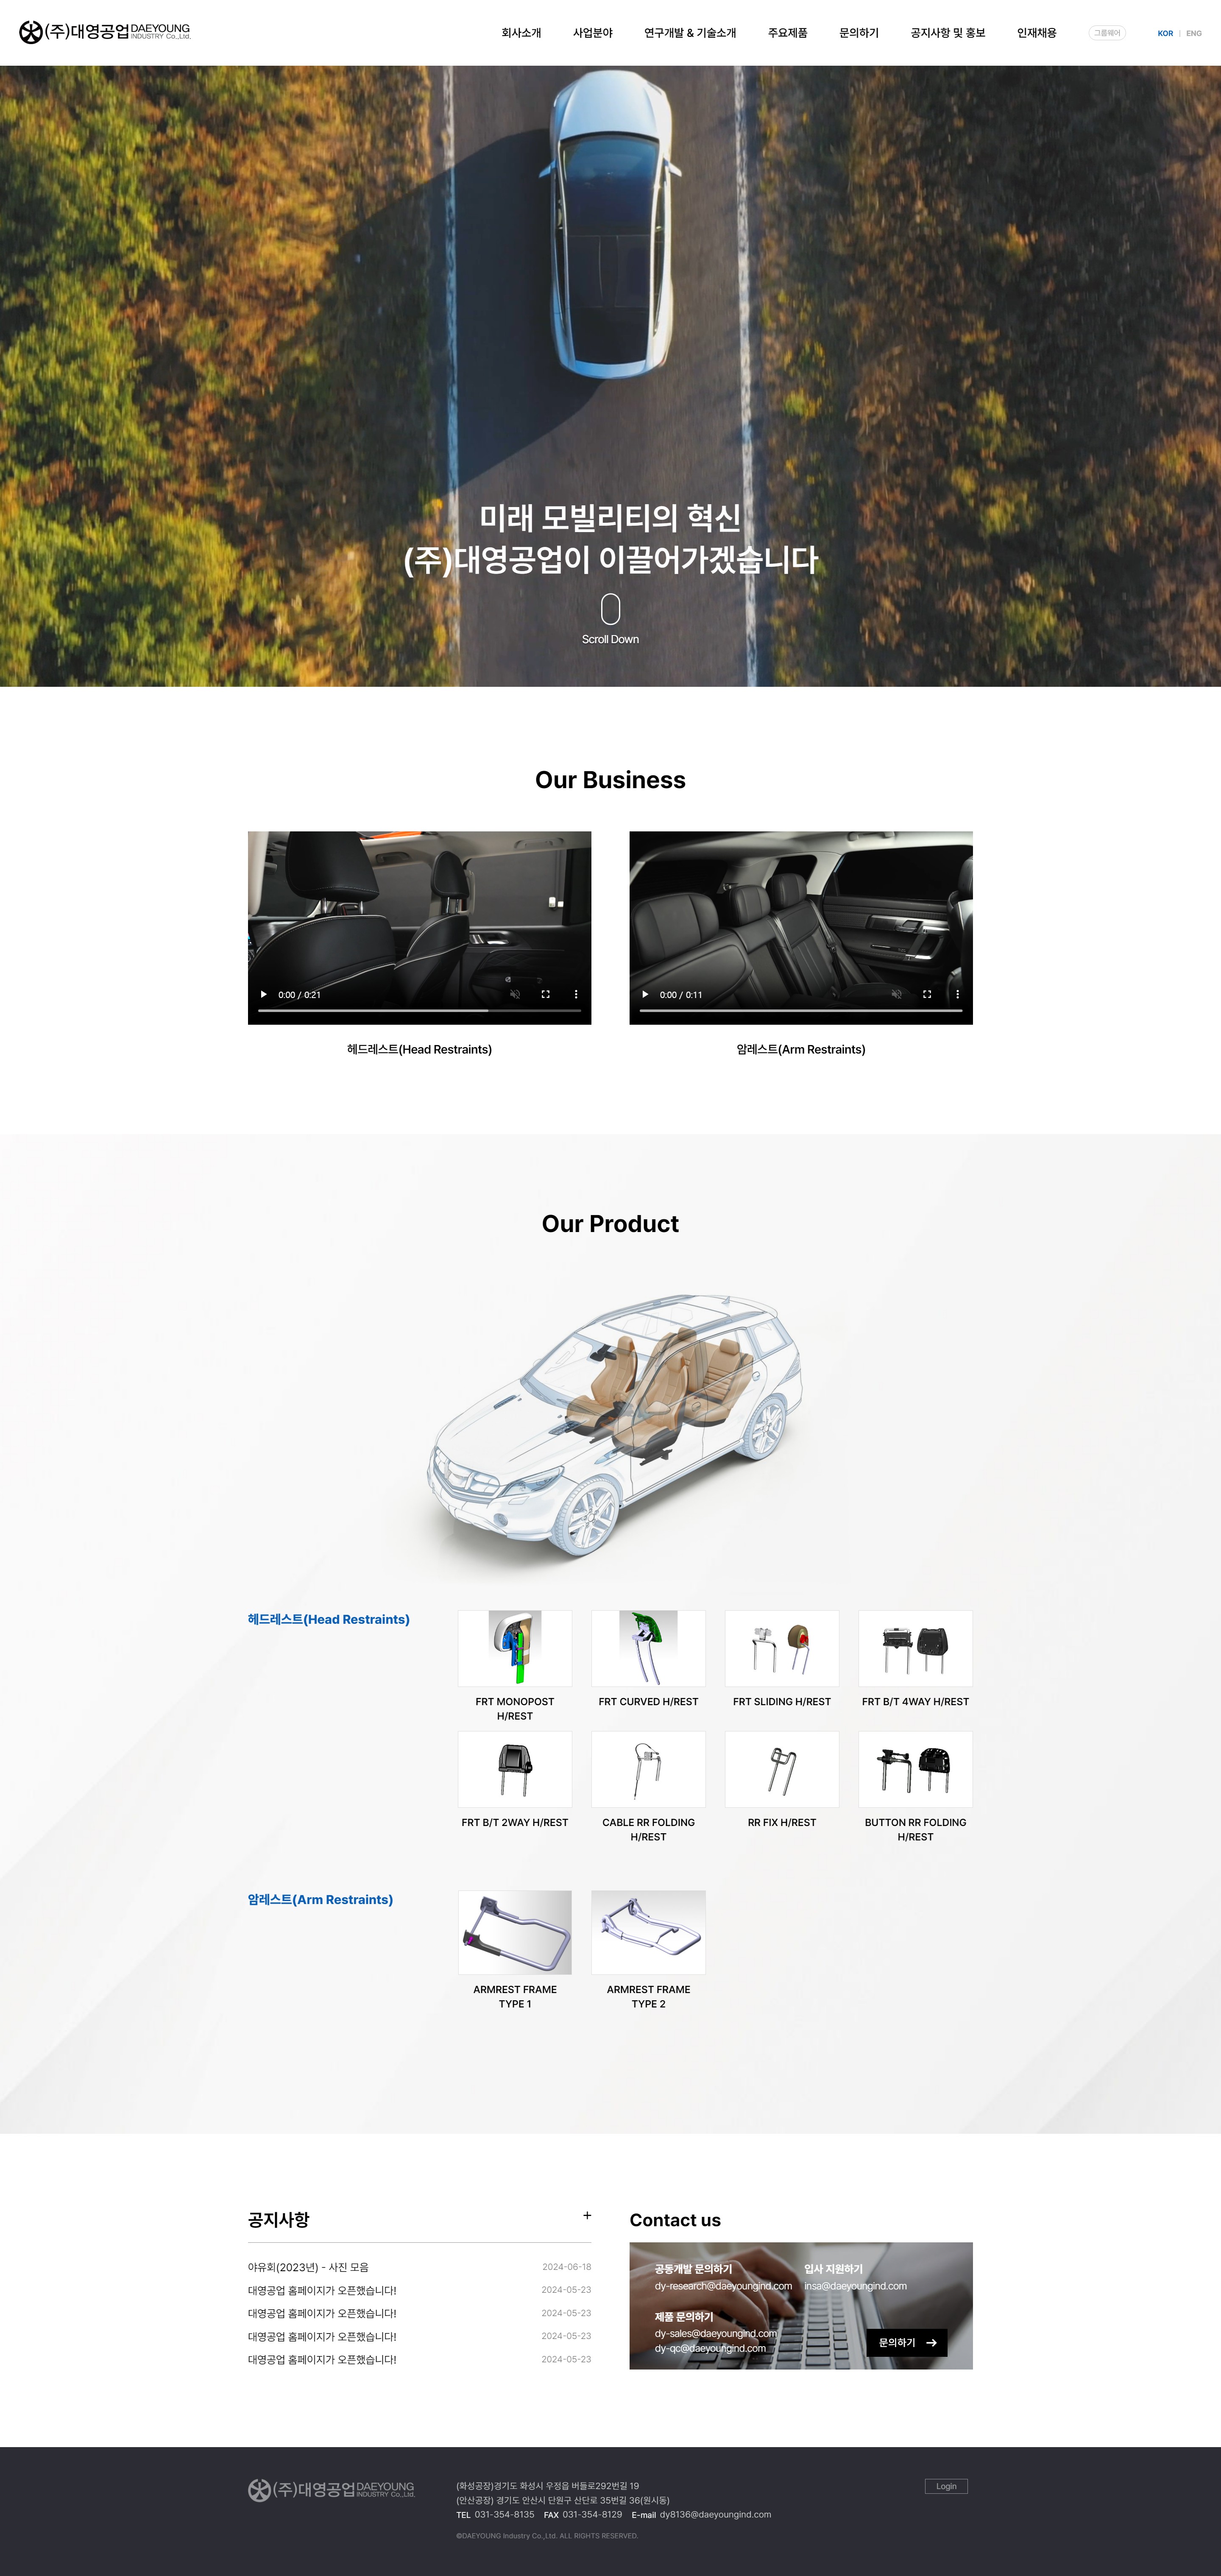 (주)대영공업 DAEYOUNG INDUSTRY Co.,Ltd.
회사소개 사업분야 연구개발 & 기술소개 주요제품 문의하기 공지사항 및 홍보 인재채용 그룹웨어 KOR | ENG
미래 모빌리티의 혁신
(주)대영공업이 이끌어가겠습니다
Scroll Down
Our Business
0:00 / 0:21
0:00 / 0:11
헤드레스트(Head Restraints)
암레스트(Arm Restraints)
Our Product
헤드레스트(Head Restraints)
FRT MONOPOST
H/REST
FRT CURVED H/REST
FRT SLIDING H/REST
FRT B/T 4WAY H/REST
FRT B/T 2WAY H/REST
CABLE RR FOLDING
H/REST
RR FIX H/REST
BUTTON RR FOLDING
H/REST
암레스트(Arm Restraints)
ARMREST FRAME
TYPE 1
ARMREST FRAME
TYPE 2
공지사항 +
야유회(2023년) - 사진 모음 2024-06-18
대영공업 홈페이지가 오픈했습니다! 2024-05-23
대영공업 홈페이지가 오픈했습니다! 2024-05-23
대영공업 홈페이지가 오픈했습니다! 2024-05-23
대영공업 홈페이지가 오픈했습니다! 2024-05-23
Contact us
공동개발 문의하기
dy-research@daeyoungind.com
입사 지원하기
insa@daeyoungind.com
제품 문의하기
dy-sales@daeyoungind.com
dy-qc@daeyoungind.com
문의하기
(주)대영공업 DAEYOUNG INDUSTRY Co.,Ltd.
(화성공장)경기도 화성시 우정읍 버들로292번길 19
(안산공장) 경기도 안산시 단원구 산단로 35번길 36(원시동)
TEL 031-354-8135 FAX 031-354-8129 E-mail dy8136@daeyoungind.com
©DAEYOUNG Industry Co.,Ltd. ALL RIGHTS RESERVED.
Login